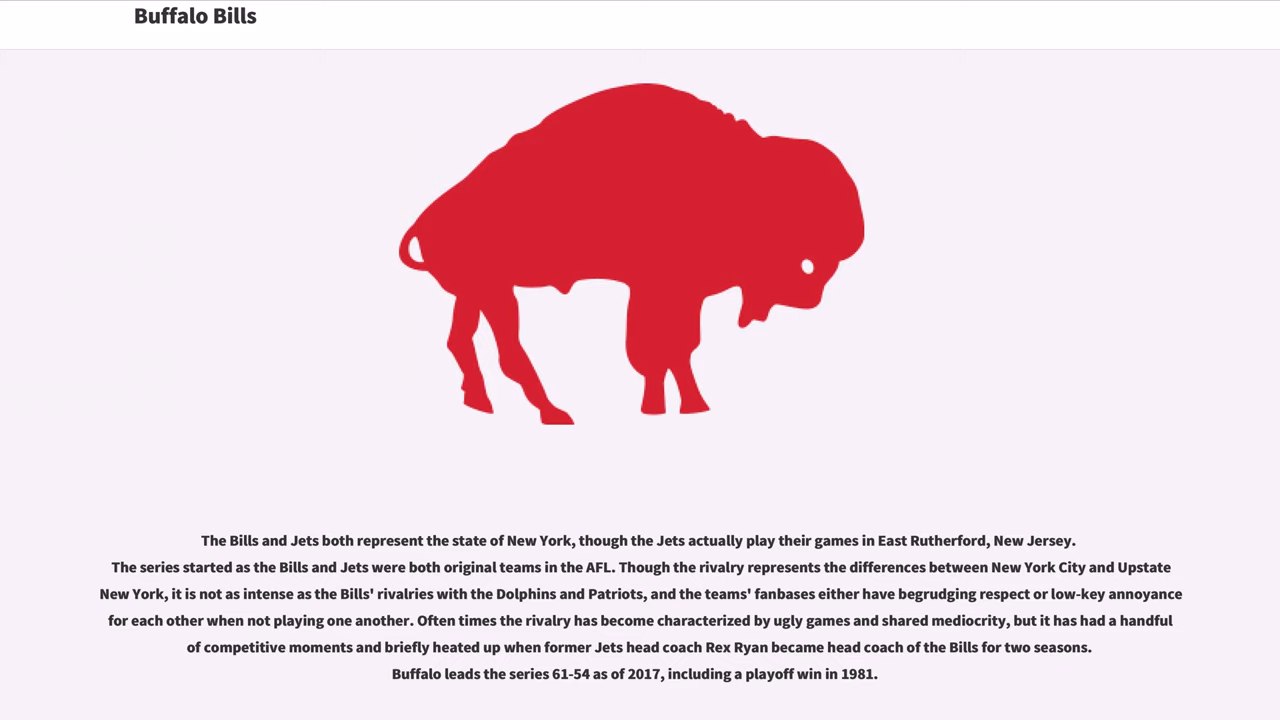 Buffalo Bills
The Bills and Jets both represent the state of New York, though the Jets actually play their games in East Rutherford, New Jersey.
The series started as the Bills and Jets were both original teams in the AFL. Though the rivalry represents the differences between New York City and Upstate
New York, it is not as intense as the Bills' rivalries with the Dolphins and Patriots, and the teams' fanbases either have begrudging respect or low-key annoyance
for each other when not playing one another. Often times the rivalry has become characterized by ugly games and shared mediocrity, but it has had a handful
of competitive moments and briefly heated up when former Jets head coach Rex Ryan became head coach of the Bills for two seasons.
Buffalo leads the series 61-54 as of 2017, including a playoff win in 1981.